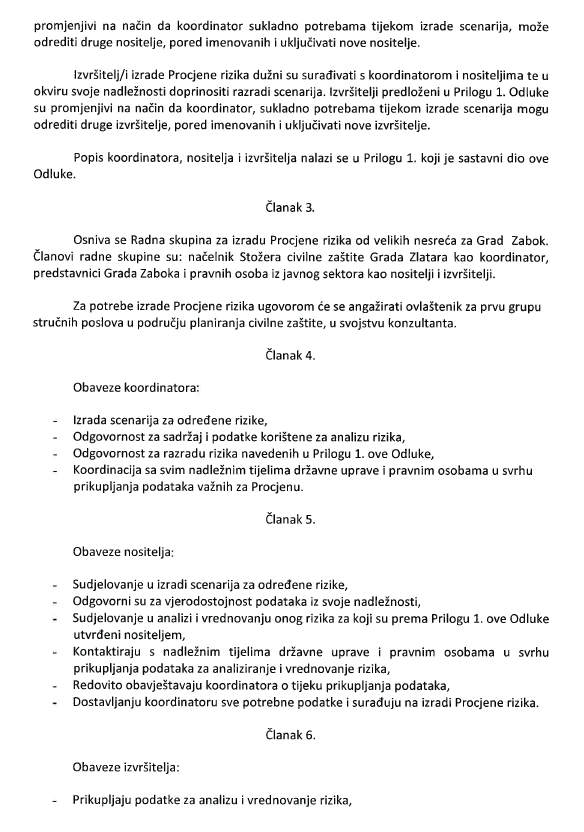 promjenjivi na način da koordinator sukladno potrebama tijekom izrade scenarija, može
odrediti druge nositelje, pored imenovanih i uključivati nove nositelje.
Izvršitelj/i izrade Procjene rizika dužni su surađivati s koordinatorom i nositeljima te u
okviru svoje nadležnosti doprinositi razradi scenarija. Izvršitelji predloženi u Prilogu 1. Odluke
su promjenjivi na način da koordinator, sukladno potrebama tijekom izrade scenarija mogu
odrediti druge izvršitelje, pored imenovanih i uključivati nove izvršitelje.
Popis koordinatora, nositelja i izvršitelja nalazi se u Prilogu 1. koji je sastavni dio ove
Odluke.
Članak 3.
Osniva se Radna skupina za izradu Procjene rizika od velikih nesreća za Grad Zabok.
Članovi radne skupine su: načelnik Stožera civilne zaštite Grada Zlatara kao koordinator,
predstavnici Grada Zaboka i pravnih osoba iz javnog sektora kao nositelji i izvršitelji.
Za potrebe izrade Procjene rizika ugovorom će se angažirati ovlaštenik za prvu grupu
stručnih poslova u području planiranja civilne zaštite, u svojstvu konzultanta.
Članak 4.
Obaveze koordinatora:
- Izrada scenarija za određene rizike,
- Odgovornost za sadržaj i podatke korištene za analizu rizika,
- Odgovornost za razradu rizika navedenih u Prilogu 1. ove Odluke,
- Koordinacija sa svim nadležnim tijelima državne uprave i pravnim osobama u svrhu
prikupljanja podataka važnih za Procjenu.
Članak 5.
Obaveze nositelja:
- Sudjelovanje u izradi scenarija za određene rizike,
- Odgovorni su za vjerodostojnost podataka iz svoje nadležnosti,
- Sudjelovanje u analizi i vrednovanju onog rizika za koji su prema Prilogu 1. ove Odluke
utvrđeni nositeljem,
- Kontaktiraju s nadležnim tijelima državne uprave i pravnim osobama u svrhu
prikupljanja podataka za analiziranje i vrednovanje rizika,
- Redovito obavještavaju koordinatora o tijeku prikupljanja podataka,
- Dostavljanju koordinatoru sve potrebne podatke i surađuju na izradi Procjene rizika.
Članak 6.
Obaveze izvršitelja:
- Prikupljaju podatke za analizu i vrednovanje rizika,